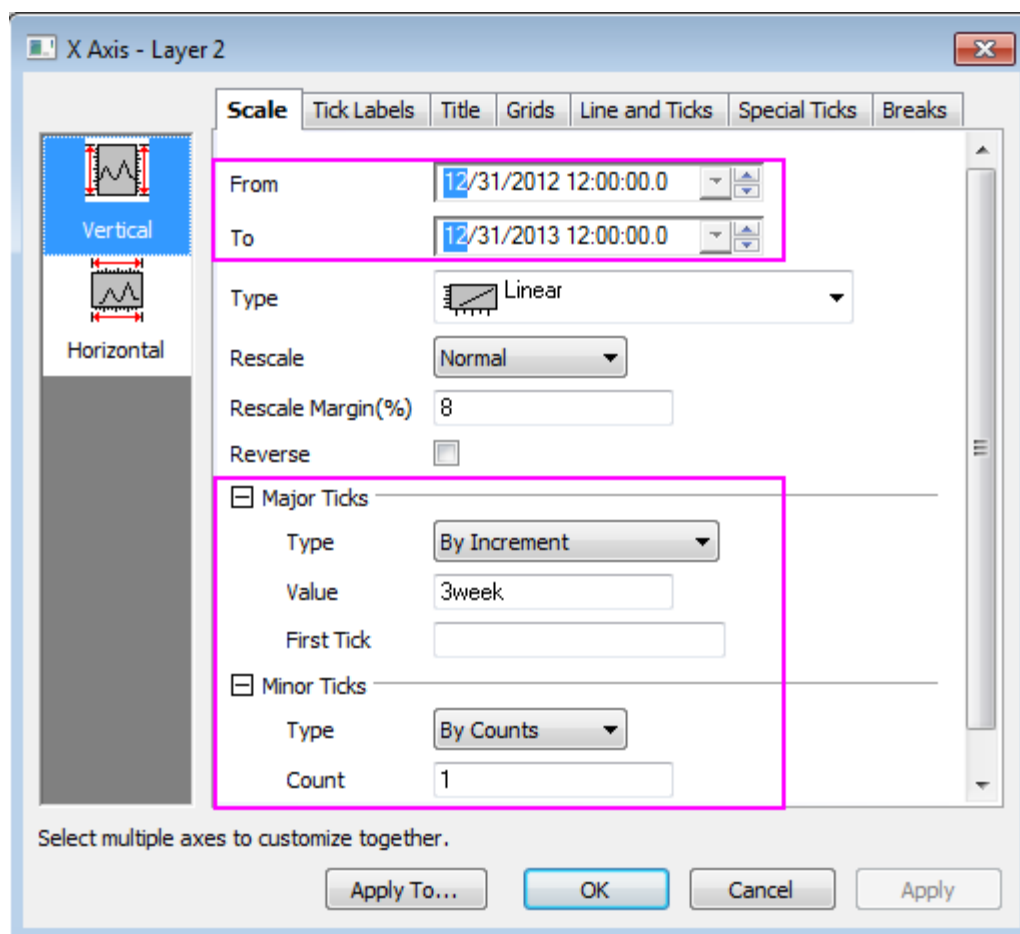 X Axis - Layer 2
Scale Tick Labels Title Grids Line and Ticks Special Ticks Breaks
Vertical
Horizontal
From 12/31/2012 12:00:00.0
To 12/31/2013 12:00:00.0
Type Linear
Rescale Normal
Rescale Margin(%) 8
Reverse
Major Ticks
Type By Increment
Value 3week
First Tick
Minor Ticks
Type By Counts
Count 1
Select multiple axes to customize together.
Apply To... OK Cancel Apply